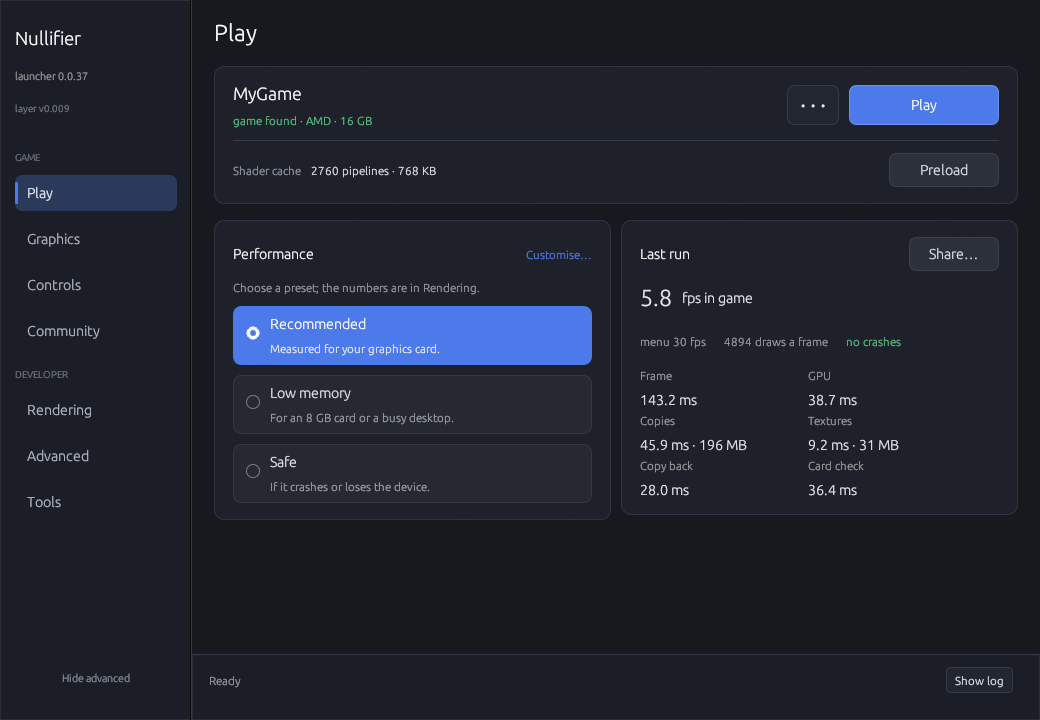 Nullifier
launcher 0.0.37
layer v0.009
GAME
Play
Graphics
Controls
Community
DEVELOPER
Rendering
Advanced
Tools
Hide advanced
Play
MyGame
game found · AMD · 16 GB
...
Play
Shader cache 2760 pipelines · 768 KB
Preload
Performance
Customise...
Choose a preset; the numbers are in Rendering.
Recommended
Measured for your graphics card.
Low memory
For an 8 GB card or a busy desktop.
Safe
If it crashes or loses the device.
Last run
Share...
5.8 fps in game
menu 30 fps 4894 draws a frame no crashes
Frame GPU
143.2 ms 38.7 ms
Copies Textures
45.9 ms · 196 MB 9.2 ms · 31 MB
Copy back Card check
28.0 ms 36.4 ms
Ready
Show log